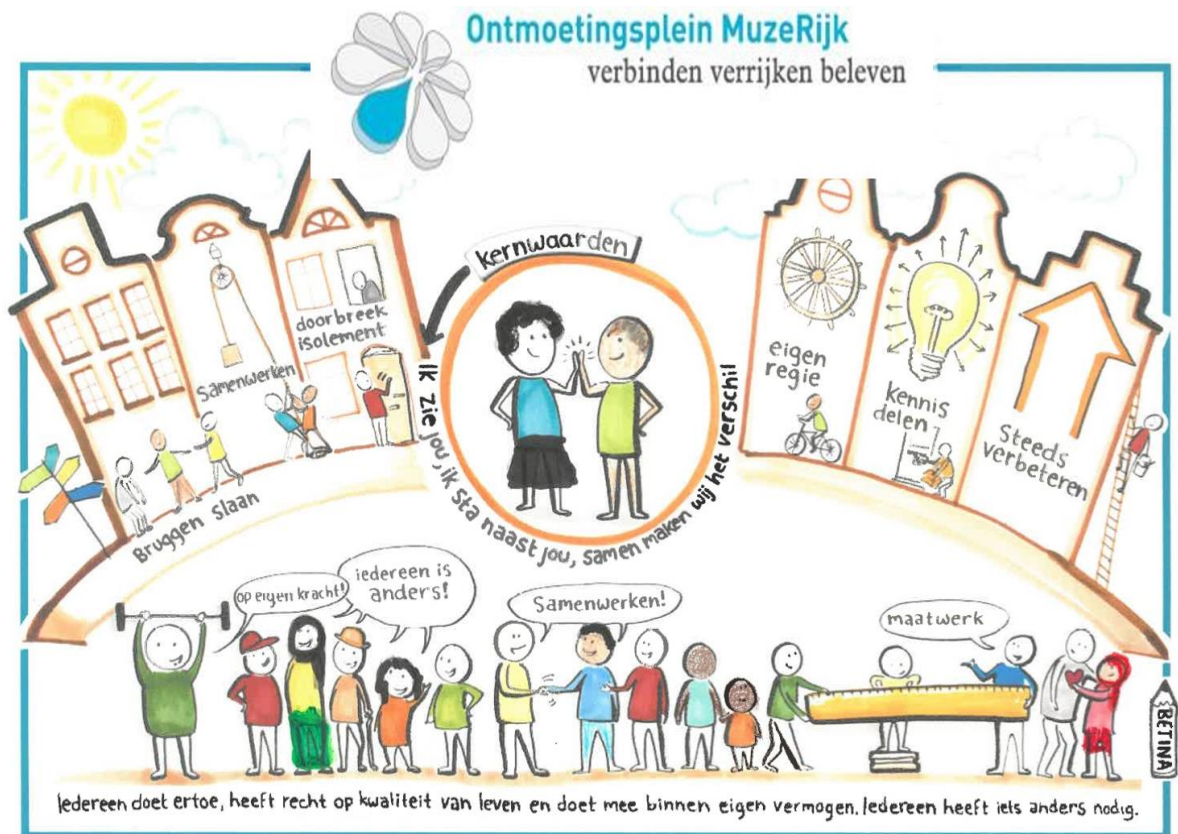 Ontmoetingsplein MuzeRijk
verbinden verrijken beleven
kernwaarden
doorbreek
isolement
Samenwerken
Bruggen slaan
Ik zie jou, ik sta naast jou, samen maken wij het verschil
eigen
regie
kennis
delen
Steeds
verbeteren
op eigen kracht!
iedereen is
anders!
Samenwerken!
maatwerk
BETINA
Iedereen doet ertoe, heeft recht op kwaliteit van leven en doet mee binnen eigen vermogen. Iedereen heeft iets anders nodig.